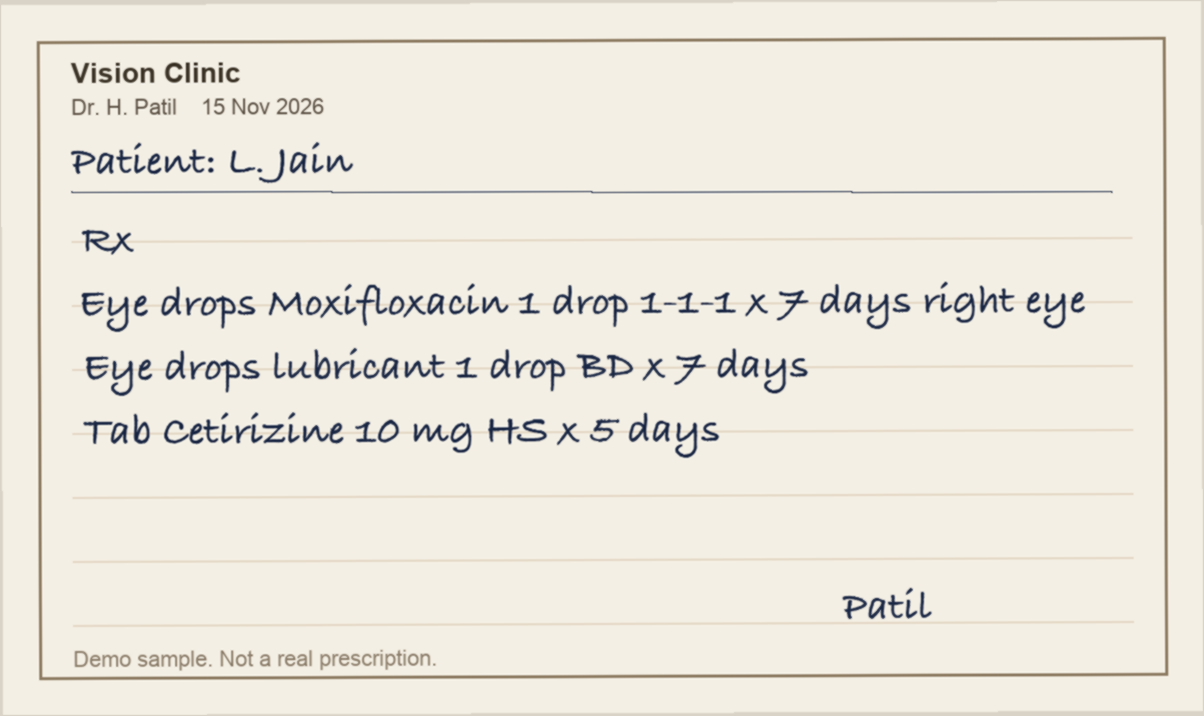 Vision Clinic
Dr. H. Patil 15 Nov 2026
Patient: L. Jain
Rx
Eye drops Moxifloxacin 1 drop 1-1-1 x 7 days right eye
Eye drops lubricant 1 drop BD x 7 days
Tab Cetirizine 10 mg HS x 5 days
Patil
Demo sample. Not a real prescription.